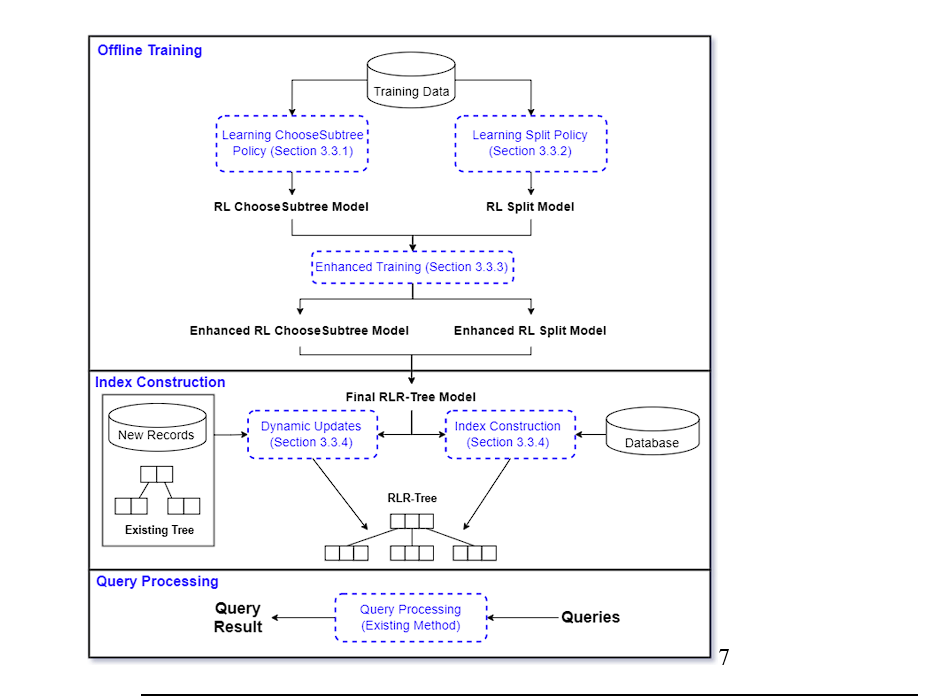 Offline Training
Training Data
Learning ChooseSubtree
Policy (Section 3.3.1)
Learning Split Policy
(Section 3.3.2)
RL ChooseSubtree Model
RL Split Model
Enhanced Training (Section 3.3.3)
Enhanced RL ChooseSubtree Model
Enhanced RL Split Model
Index Construction
Final RLR-Tree Model
New Records
Dynamic Updates
(Section 3.3.4)
Index Construction
(Section 3.3.4)
Database
Existing Tree
RLR-Tree
Query Processing
Query
Result
Query Processing
(Existing Method)
Queries
7